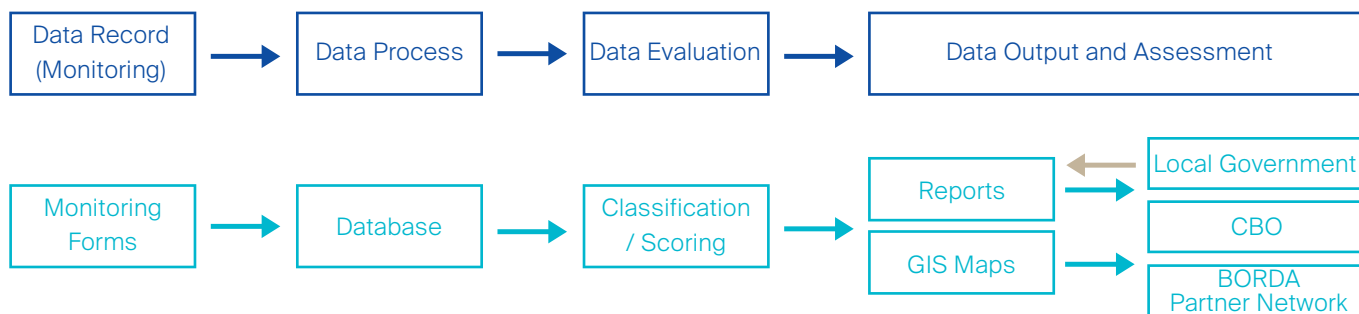 Data Record
(Monitoring)
Data Process
Data Evaluation
Data Output and Assessment
Monitoring
Forms
Database
Classification
/ Scoring
Reports
GIS Maps
Local Government
CBO
BORDA
Partner Network